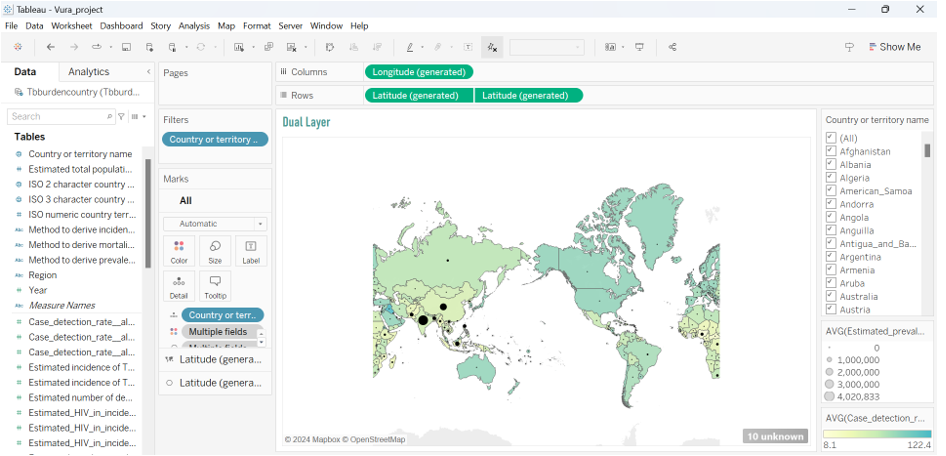 Tableau - Vura_project
File Data Worksheet Dashboard Story Analysis Map Format Server Window Help
Show Me
Data Analytics
Tbburdencountry (Tbburd...
Search
Tables
Country or territory name
Estimated total populati...
ISO 2 character country ...
ISO 3 character country ...
ISO numeric country terr...
Abc Method to derive inciden...
Abc Method to derive mortali...
Abc Method to derive prevale...
Abc Region
Year
Abc Measure Names
Case_detection_rate__al...
Case_detection_rate__al...
Case_detection_rate__al...
Estimated incidence of T...
Estimated incidence of T...
Estimated number of de...
Estimated_HIV_in_incide...
Estimated_HIV_in_incide...
Estimated_HIV_in_incide...
Pages
Filters
Country or territory ..
Marks
All
Automatic
Color Size Label
Detail Tooltip
Country or terr..
Multiple fields
Multiple fields
Latitude (genera...
Latitude (genera...
Columns Longitude (generated)
Rows Latitude (generated) Latitude (generated)
Dual Layer
© 2024 Mapbox © OpenStreetMap
10 unknown
Country or territory name
(All)
Afghanistan
Albania
Algeria
American_Samoa
Andorra
Angola
Anguilla
Antigua_and_Ba...
Argentina
Armenia
Aruba
Australia
Austria
AVG(Estimated_preval...
0
1,000,000
2,000,000
3,000,000
4,020,833
AVG(Case_detection_r...
8.1 122.4